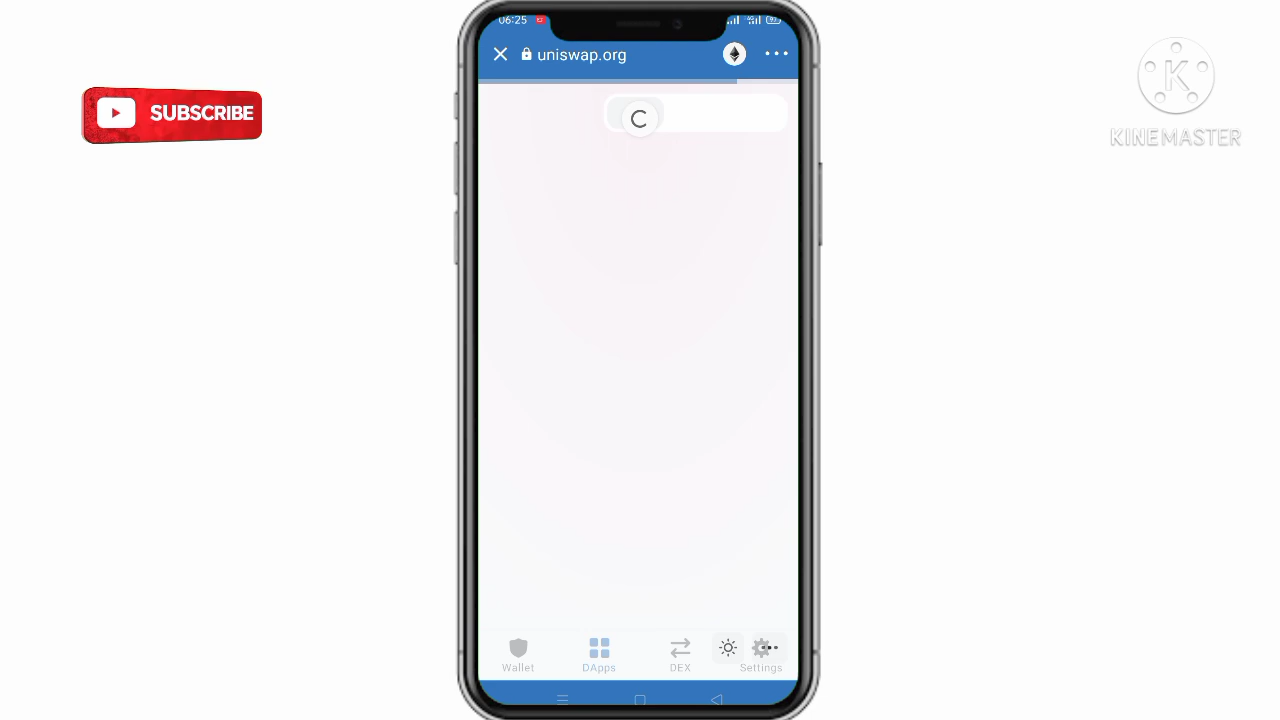 06:25
uniswap.org
SUBSCRIBE
K
KINEMASTER
Wallet
DApps
DEX
Settings